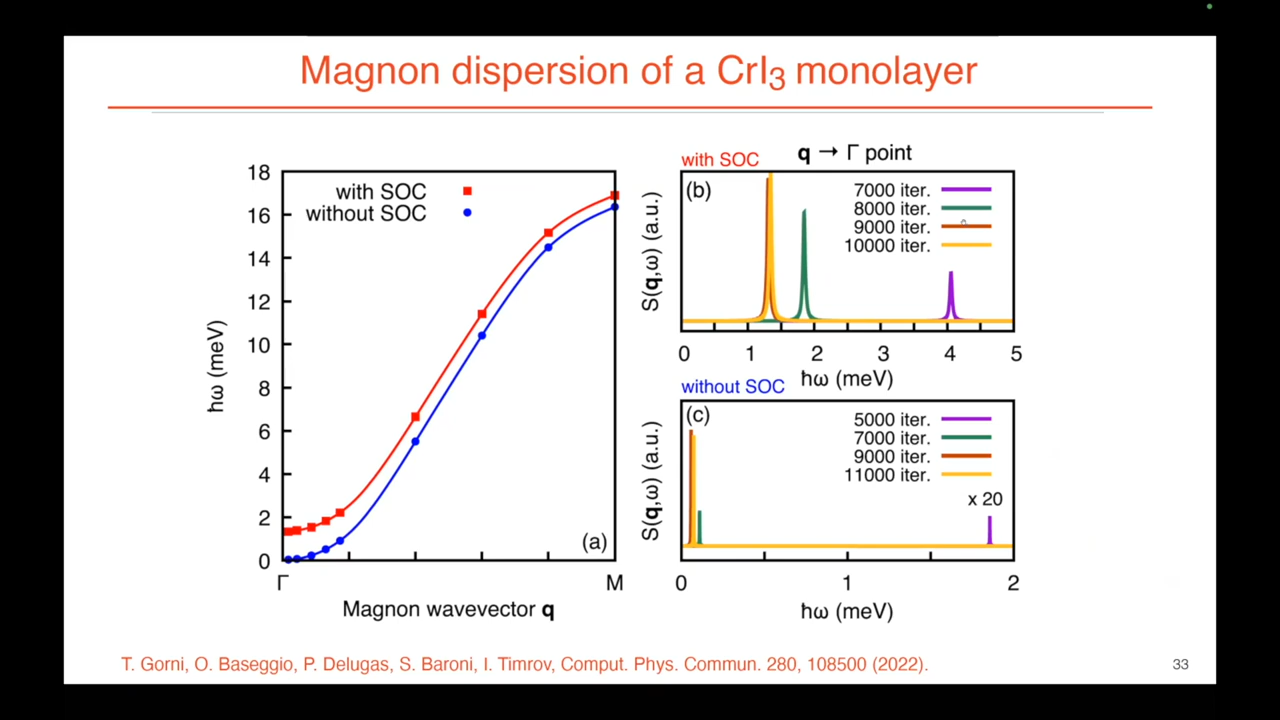 Magnon dispersion of a CrI₃ monolayer
18
16
14
12
10
8
6
4
2
0
ħω (meV)
with SOC
without SOC
(a)
Γ
M
Magnon wavevector q
with SOC
q → Γ point
(b)
S(q,ω) (a.u.)
7000 iter.
8000 iter.
9000 iter.
10000 iter.
0 1 2 3 4 5
ħω (meV)
without SOC
(c)
S(q,ω) (a.u.)
5000 iter.
7000 iter.
9000 iter.
11000 iter.
x 20
0 1 2
ħω (meV)
T. Gorni, O. Baseggio, P. Delugas, S. Baroni, I. Timrov, Comput. Phys. Commun. 280, 108500 (2022).
33